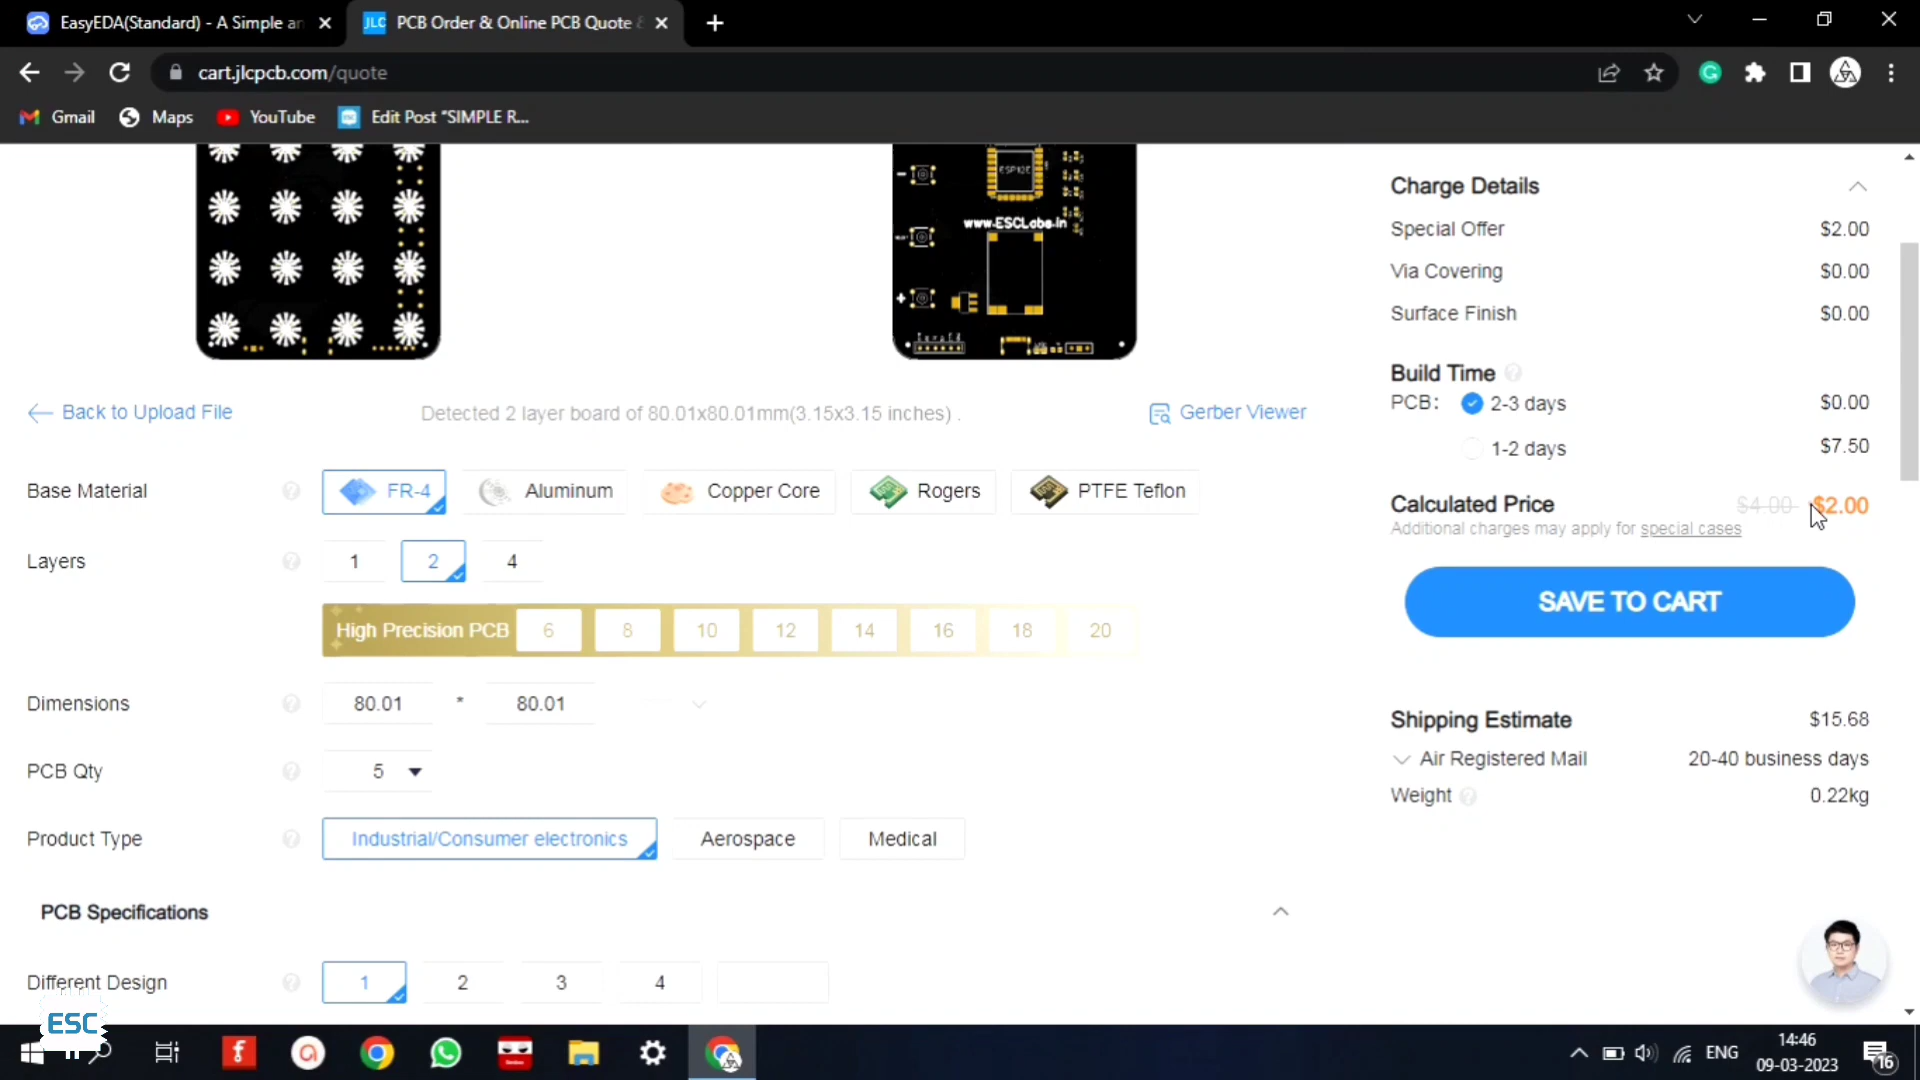 EasyEDA(Standard) - A Simple an
JLC PCB Order & Online PCB Quote &
cart.jlcpcb.com/quote
Gmail Maps YouTube Edit Post "SIMPLE R...
ESP12E
www.ESCLabs.in
Back to Upload File
Detected 2 layer board of 80.01x80.01mm(3.15x3.15 inches) .
Gerber Viewer
Base Material ? FR-4 Aluminum Copper Core Rogers PTFE Teflon
Layers ? 1 2 4
High Precision PCB 6 8 10 12 14 16 18 20
Dimensions ? 80.01 * 80.01
PCB Qty ? 5
Product Type ? Industrial/Consumer electronics Aerospace Medical
PCB Specifications
Different Design ? 1 2 3 4
Charge Details
Special Offer $2.00
Via Covering $0.00
Surface Finish $0.00
Build Time ?
PCB: 2-3 days $0.00
1-2 days $7.50
Calculated Price $4.00 $2.00
Additional charges may apply for special cases
SAVE TO CART
Shipping Estimate $15.68
Air Registered Mail 20-40 business days
Weight ? 0.22kg
ESC
ENG
14:46
09-03-2023
16